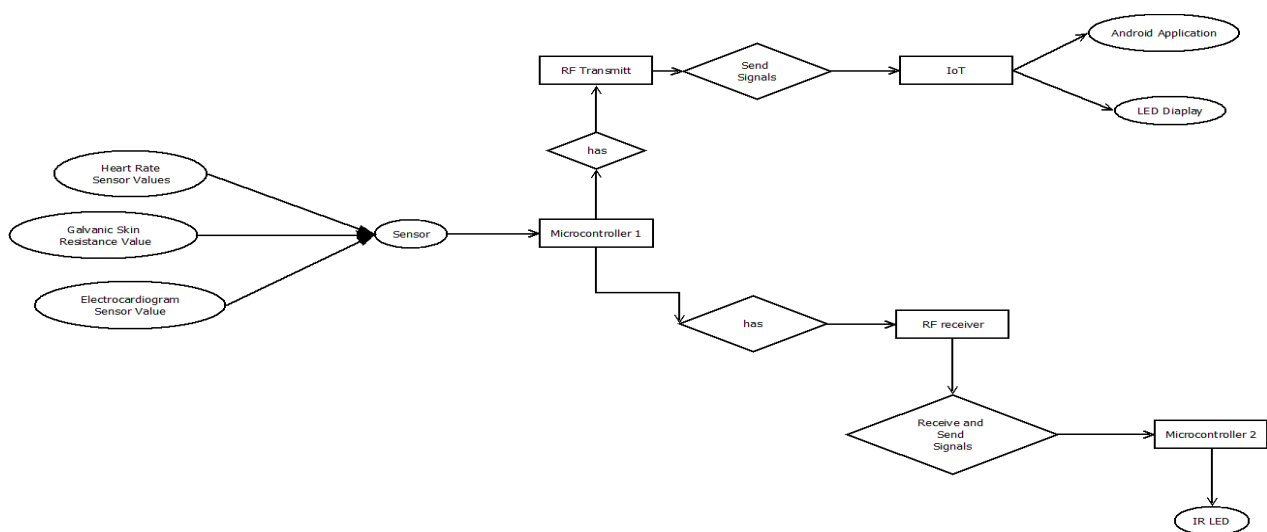 Android Application
RF Transmitt
Send
Signals
IoT
LED Diaplay
has
Heart Rate
Sensor Values
Galvanic Skin
Resistance Value
Sensor
Microcontroller 1
Electrocardiogram
Sensor Value
has
RF receiver
Receive and
Send
Signals
Microcontroller 2
IR LED